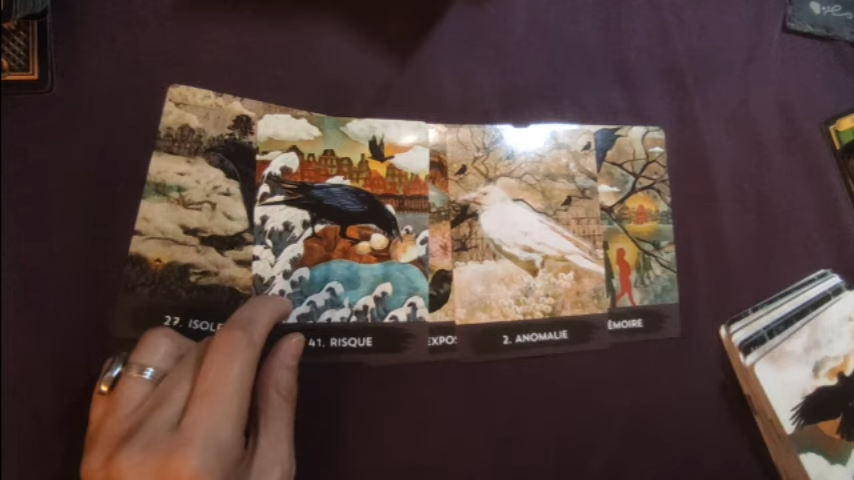 27. ISOLE
41. RISQUE
EXPOS
2. ANOMALIE
ÉMOIRE